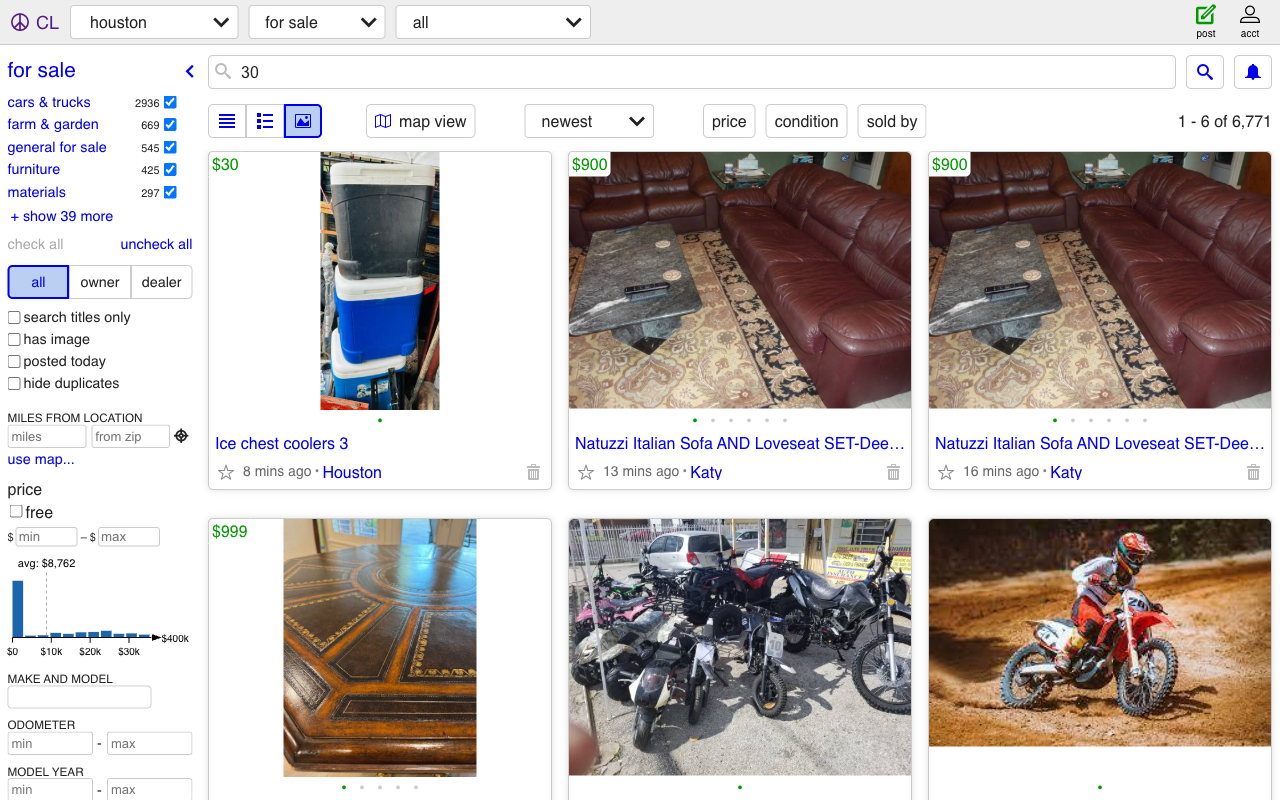 CL
houston
for sale
all
post
acct
for sale
cars & trucks 2936
farm & garden 669
general for sale 545
furniture 425
materials 297
+ show 39 more
check all uncheck all
all owner dealer
search titles only
has image
posted today
hide duplicates
MILES FROM LOCATION
miles from zip
use map...
price
free
$ min – $ max
avg: $8,762
$400k
$0 $10k $20k $30k
MAKE AND MODEL
ODOMETER
min - max
MODEL YEAR
min - max
30
map view
newest
price
condition
sold by
1 - 6 of 6,771
$30
Ice chest coolers 3
8 mins ago · Houston
$900
Natuzzi Italian Sofa AND Loveseat SET-Dee…
13 mins ago · Katy
$900
Natuzzi Italian Sofa AND Loveseat SET-Dee…
16 mins ago · Katy
$999